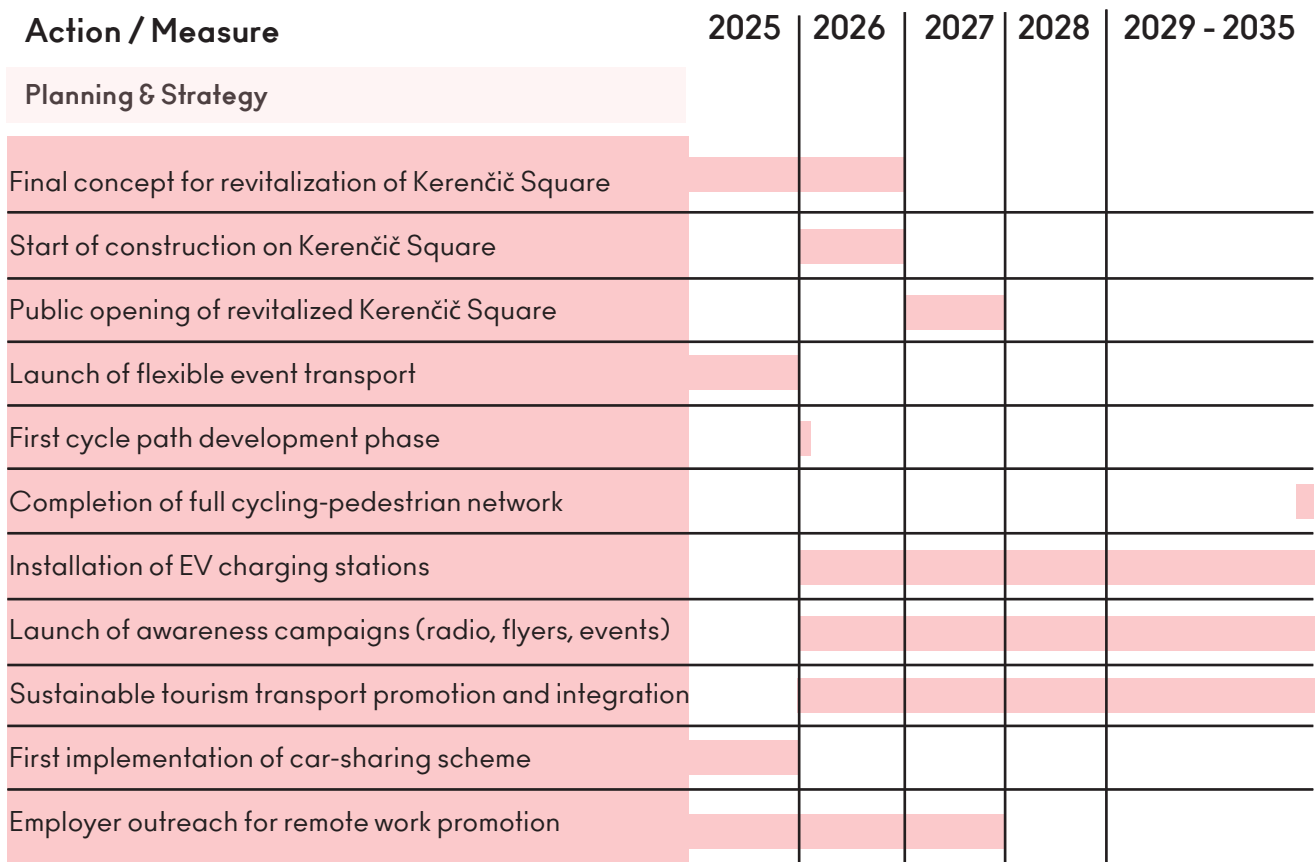 Action / Measure 2025 2026 2027 2028 2029 - 2035
Planning & Strategy
Final concept for revitalization of Kerenčič Square
Start of construction on Kerenčič Square
Public opening of revitalized Kerenčič Square
Launch of flexible event transport
First cycle path development phase
Completion of full cycling-pedestrian network
Installation of EV charging stations
Launch of awareness campaigns (radio, flyers, events)
Sustainable tourism transport promotion and integration
First implementation of car-sharing scheme
Employer outreach for remote work promotion